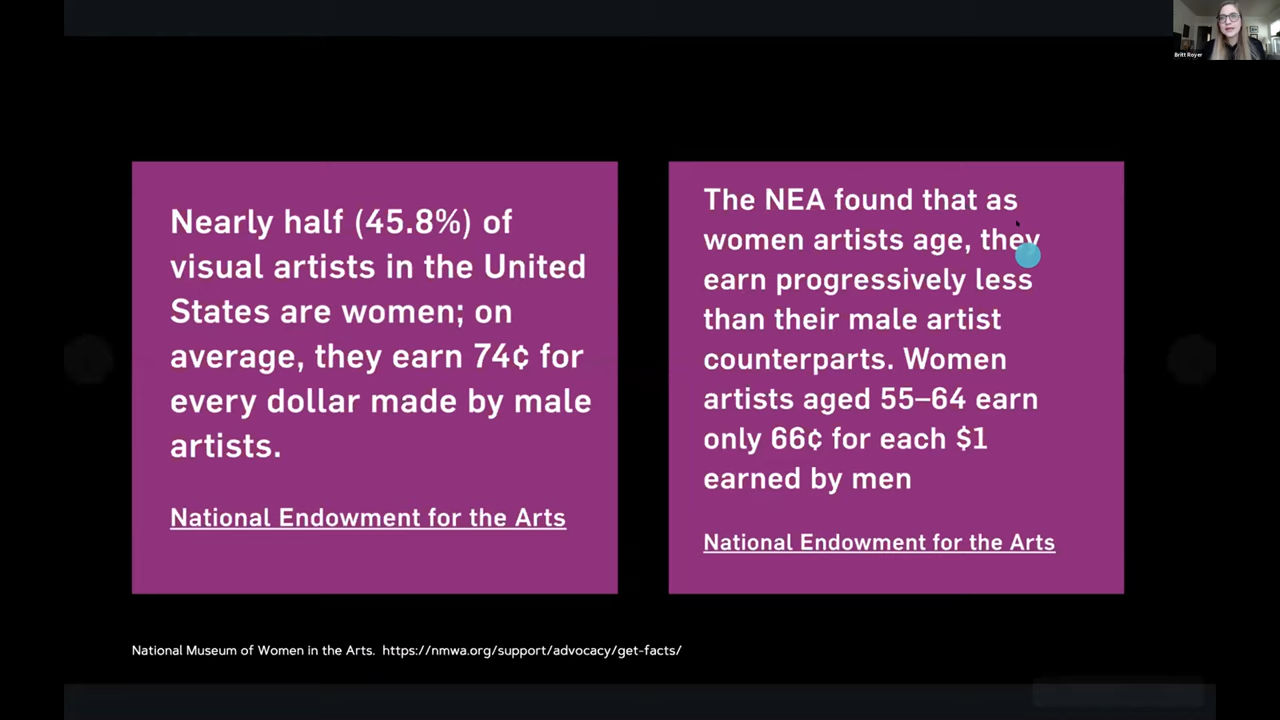 Britt Royer
Nearly half (45.8%) of
visual artists in the United
States are women; on
average, they earn 74¢ for
every dollar made by male
artists.
National Endowment for the Arts
The NEA found that as
women artists age, they
earn progressively less
than their male artist
counterparts. Women
artists aged 55–64 earn
only 66¢ for each $1
earned by men
National Endowment for the Arts
National Museum of Women in the Arts. https://nmwa.org/support/advocacy/get-facts/